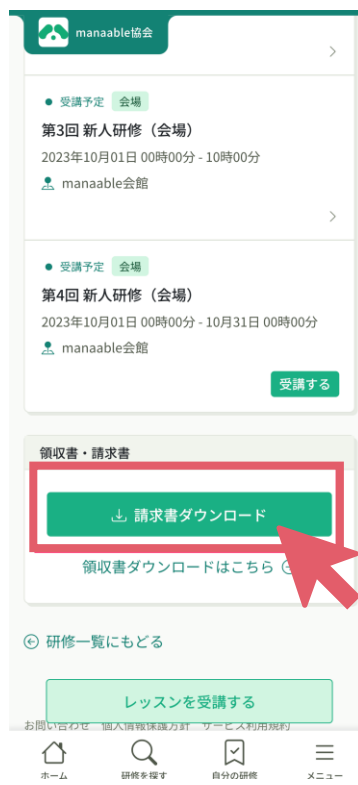 manaable協会
受講予定 会場
第3回 新人研修（会場）
2023年10月01日 00時00分 - 10時00分
manaable会館
受講予定 会場
第4回 新人研修（会場）
2023年10月01日 00時00分 - 10月31日 00時00分
manaable会館
受講する
領収書・請求書
請求書ダウンロード
領収書ダウンロードはこちら
研修一覧にもどる
レッスンを受講する
お問い合わせ 個人情報保護方針 サービス利用規約
ホーム 研修を探す 自分の研修 メニュー